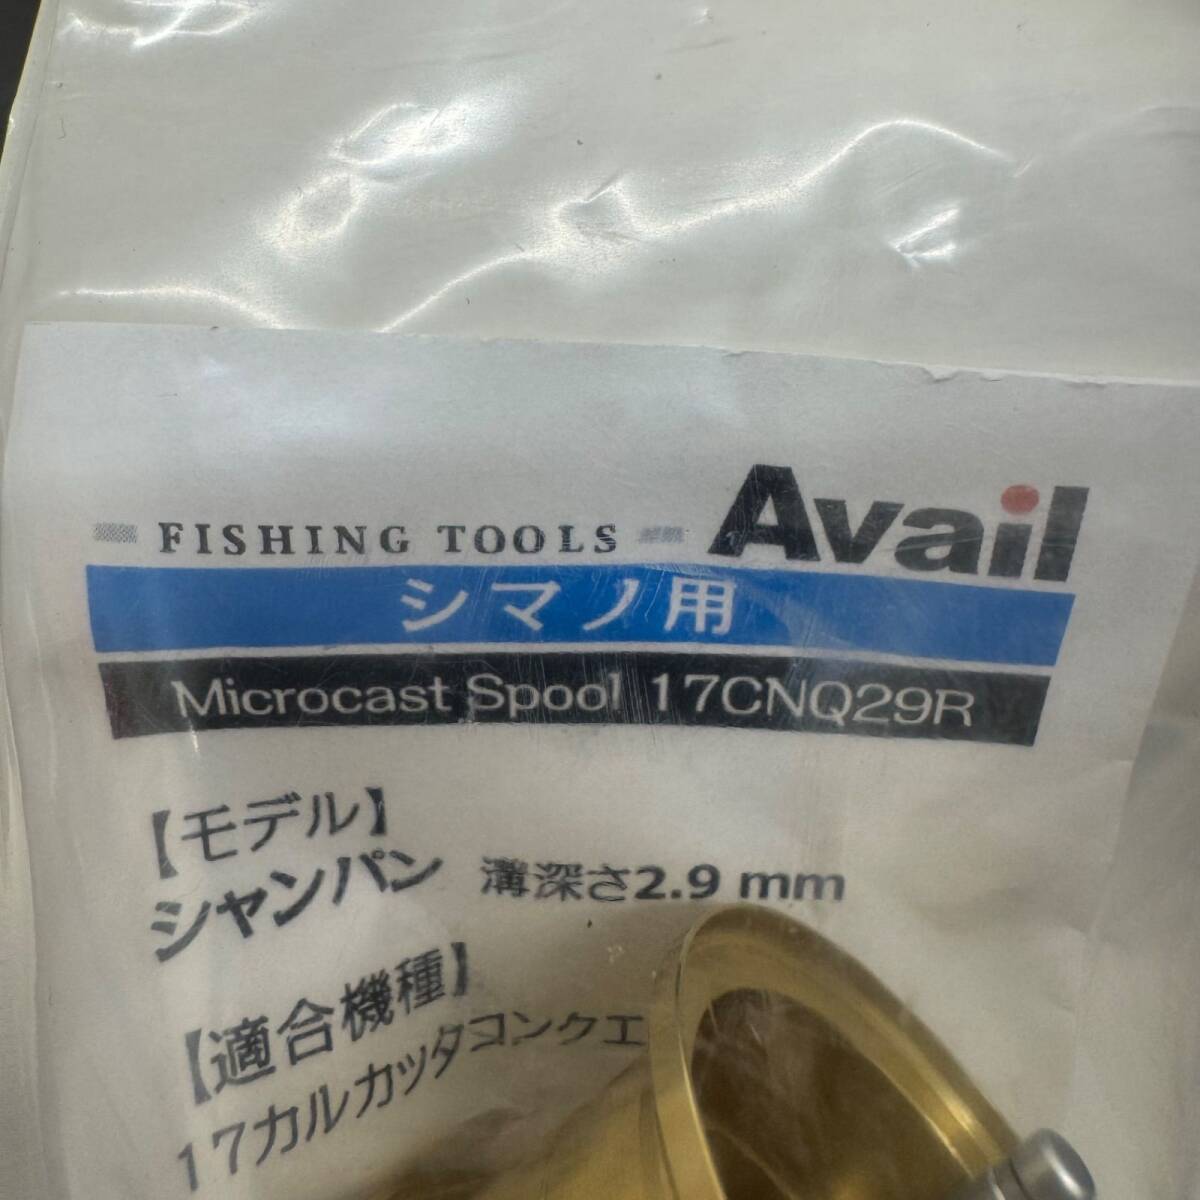 FISHING TOOLS Avail
シマノ用
Microcast Spool 17CNQ29R
【モデル】
シャンパン 溝深さ2.9 mm
【適合機種】
17カルカッタコンクエ